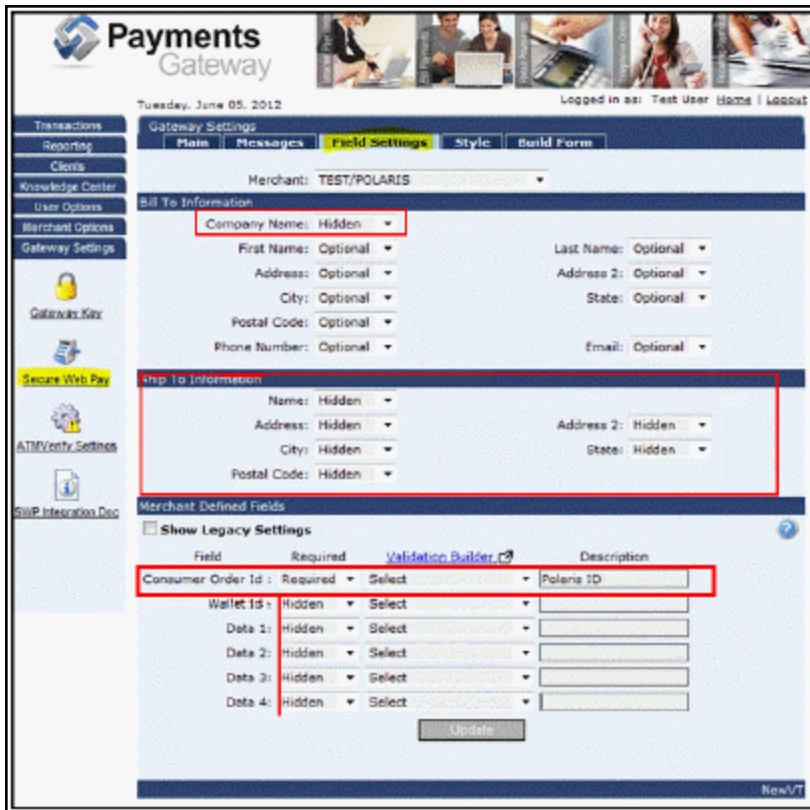 Payments
Gateway
Tuesday, June 05, 2012
Logged in as: Test User Home | Logout
Transactions
Reporting
Clients
Knowledge Center
User Options
Merchant Options
Gateway Settings
Gateway Key
Secure Web Pay
ATMVerify Settings
SWP Integration Doc
Gateway Settings
Main Messages Field Settings Style Build Form
Merchant: TEST/POLARIS
Bill To Information
Company Name: Hidden
First Name: Optional Last Name: Optional
Address: Optional Address 2: Optional
City: Optional State: Optional
Postal Code: Optional
Phone Number: Optional Email: Optional
Ship To Information
Name: Hidden
Address: Hidden Address 2: Hidden
City: Hidden State: Hidden
Postal Code: Hidden
Merchant Defined Fields
Show Legacy Settings
Field Required Validation Builder Description
Consumer Order Id : Required Select Polaris ID
Wallet Id : Hidden Select
Data 1: Hidden Select
Data 2: Hidden Select
Data 3: Hidden Select
Data 4: Hidden Select
Update
NewVT